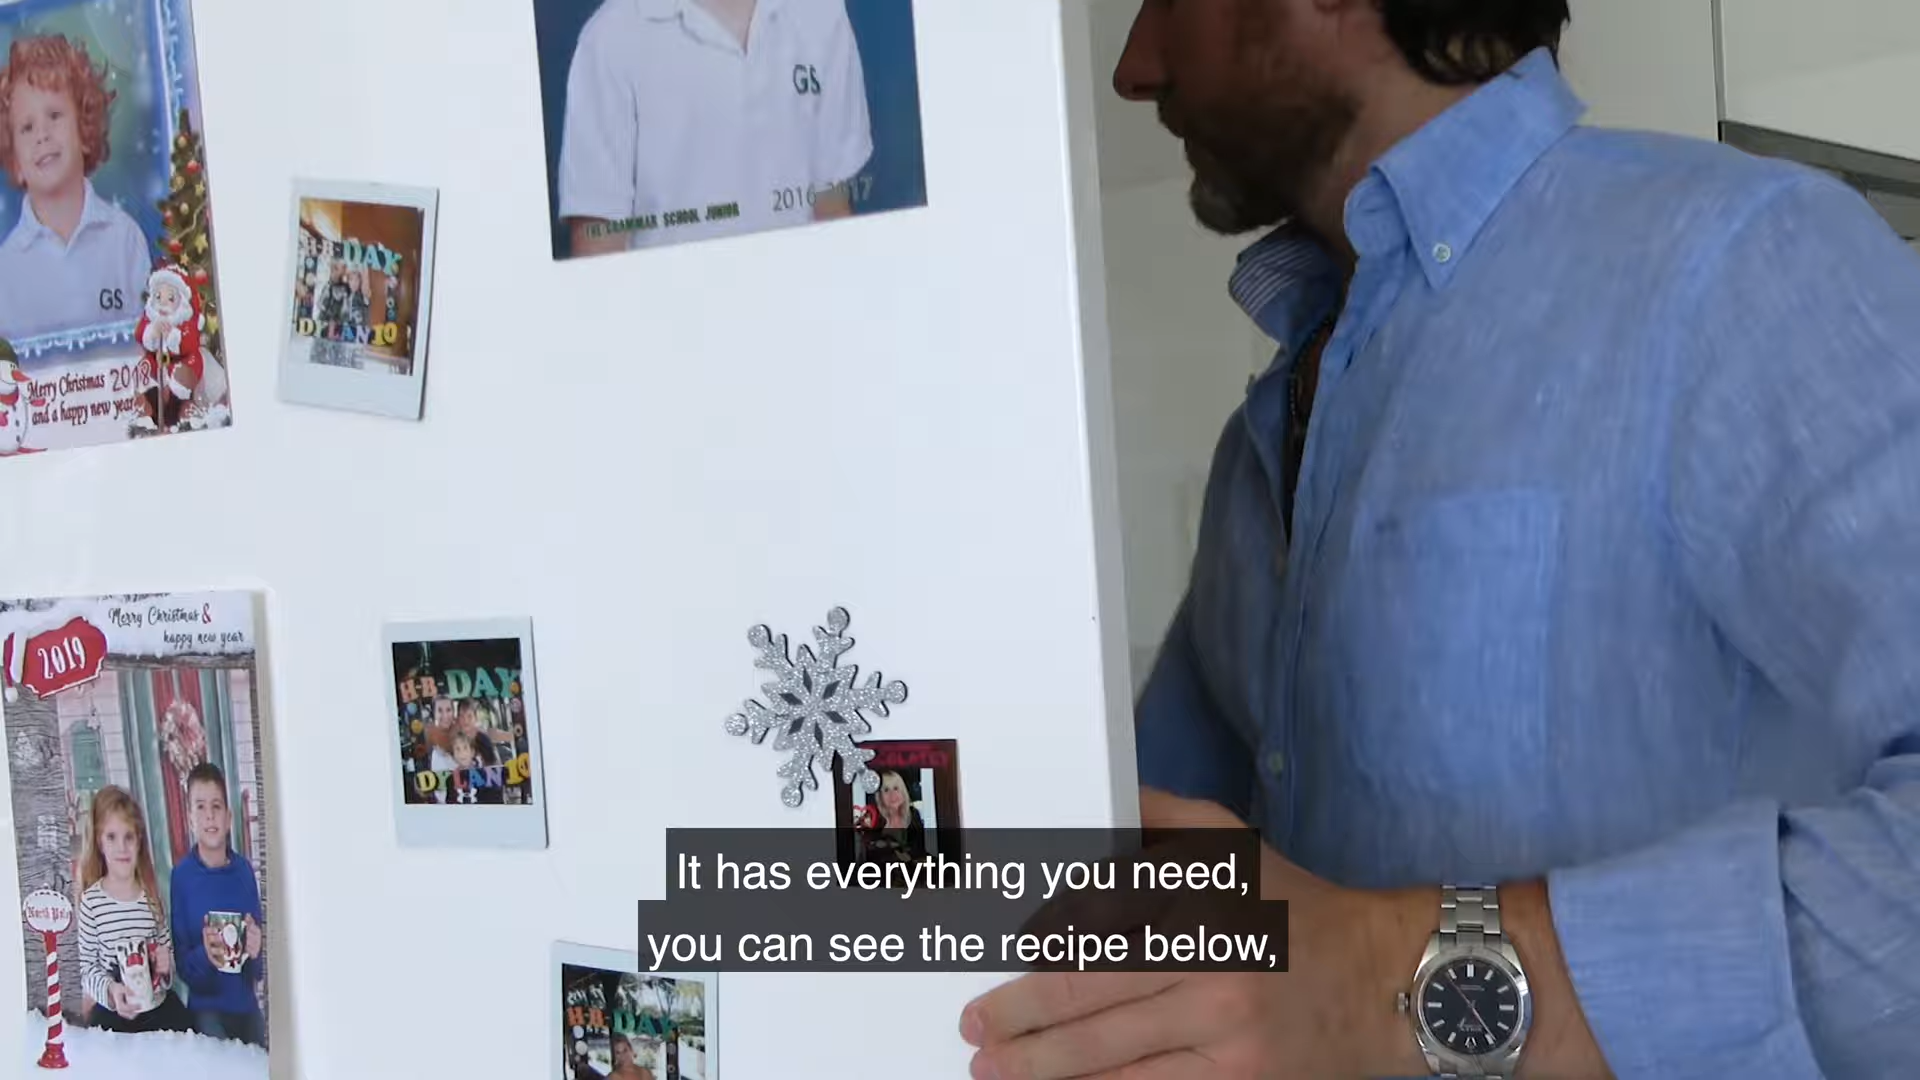 GS
2016-2017
THE GRAMMAR SCHOOL JUNIOR
GS
Merry Christmas 2018
and a happy new year
H-B-DAY
DYLAN 10
Merry Christmas &
happy new year
2019
North Pole
H-B-DAY
DYLAN 10
H-B-DAY
It has everything you need,
you can see the recipe below,